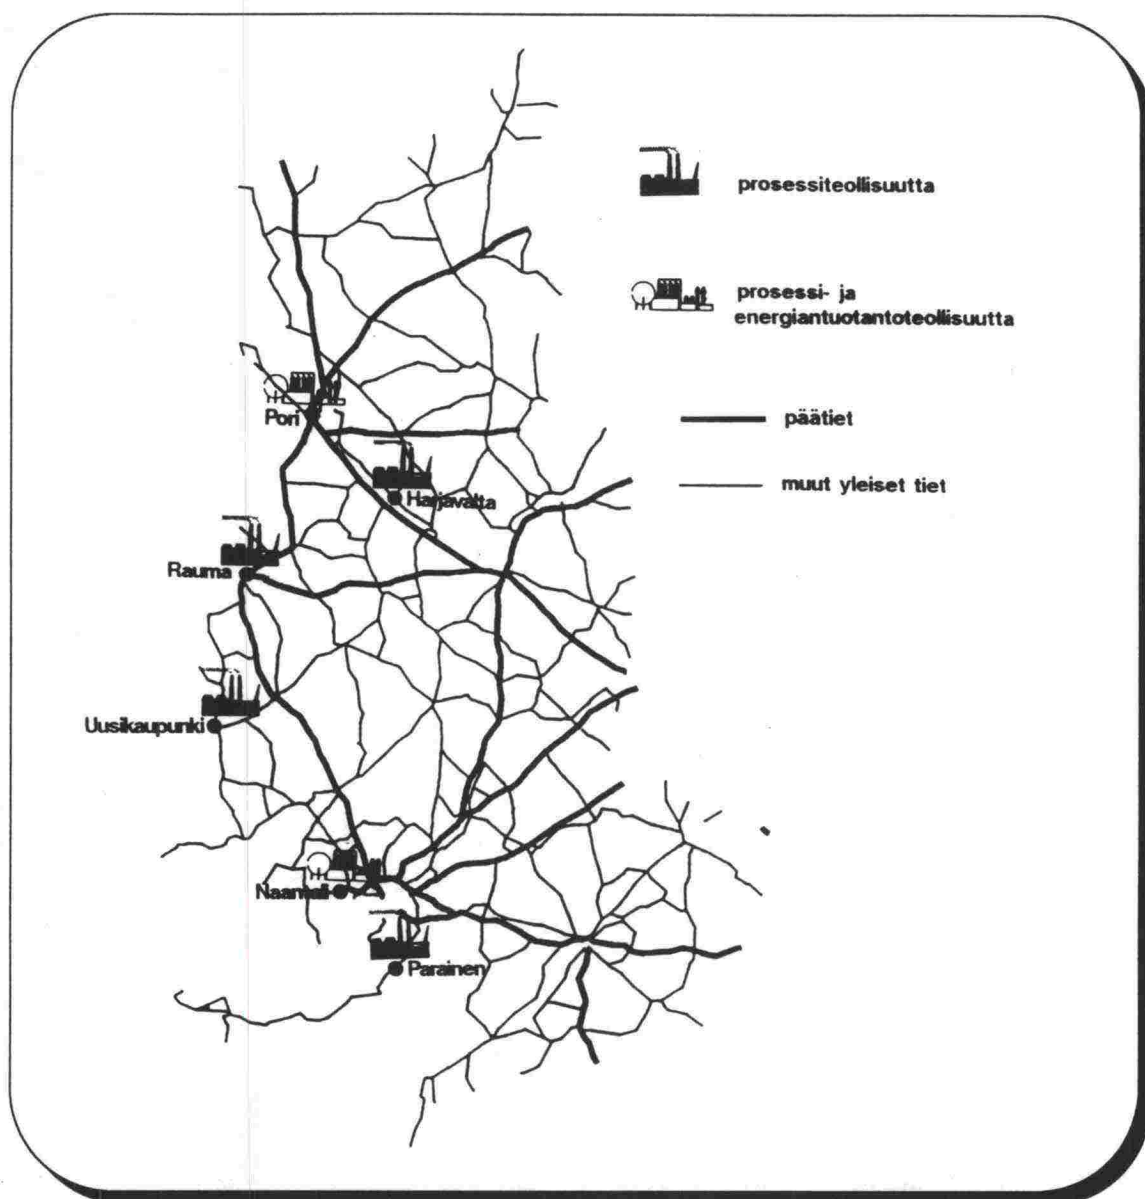 prosessiteollisuutta
prosessi- ja
energiantuotantoteollisuutta
päätiet
muut yleiset tiet
Pori
Harjavalta
Rauma
Uusikaupunki
Naantali
Parainen